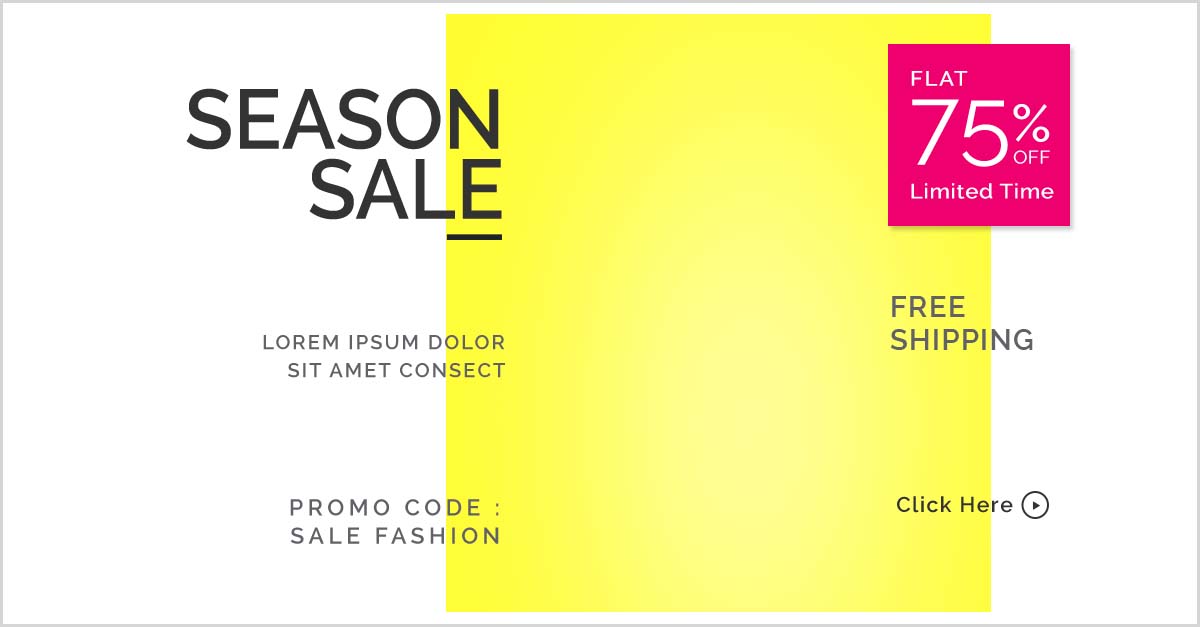 SEASON
SALE
LOREM IPSUM DOLOR
SIT AMET CONSECT
PROMO CODE :
SALE FASHION
FLAT
75%
OFF
Limited Time
FREE
SHIPPING
Click Here